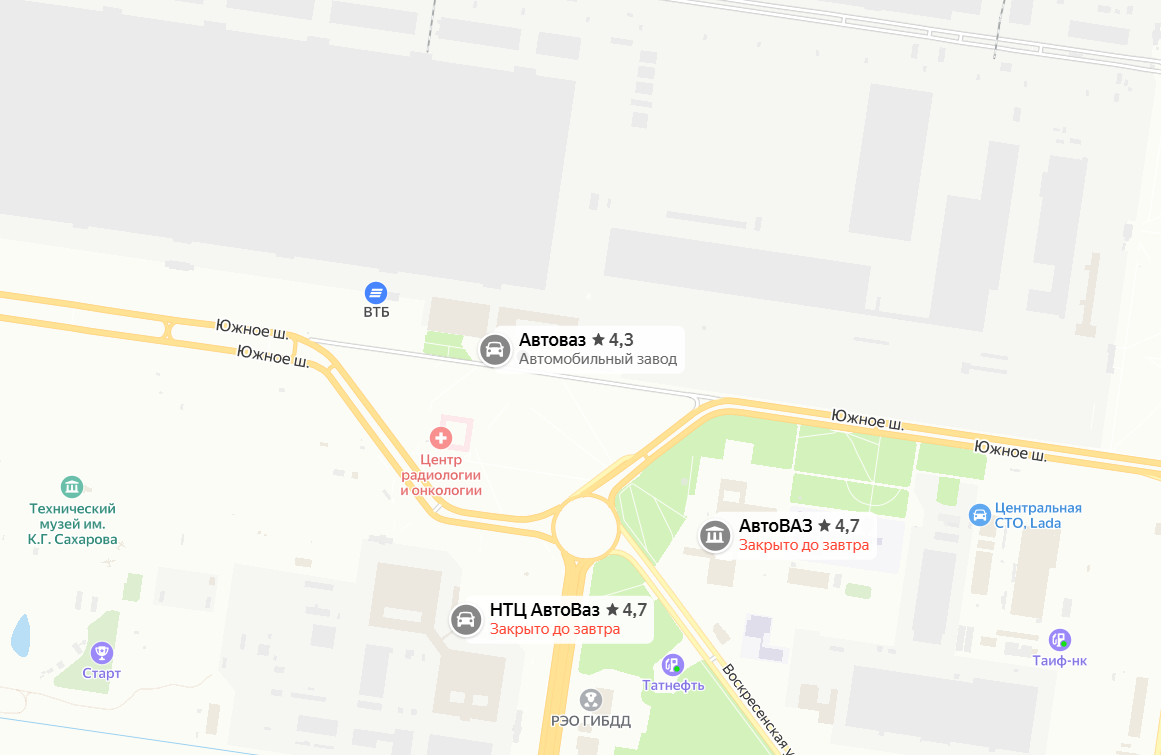 ВТБ
Южное ш.
Южное ш.
Автоваз ★ 4,3
Автомобильный завод
Южное ш.
Южное ш.
Центр
радиологии
и онкологии
Технический
музей им.
К.Г. Сахарова
АвтоВАЗ ★ 4,7
Закрыто до завтра
Центральная
СТО, Lada
НТЦ АвтоВаз ★ 4,7
Закрыто до завтра
Старт
Татнефть
Таиф-нк
РЭО ГИБДД
Воскресенская у